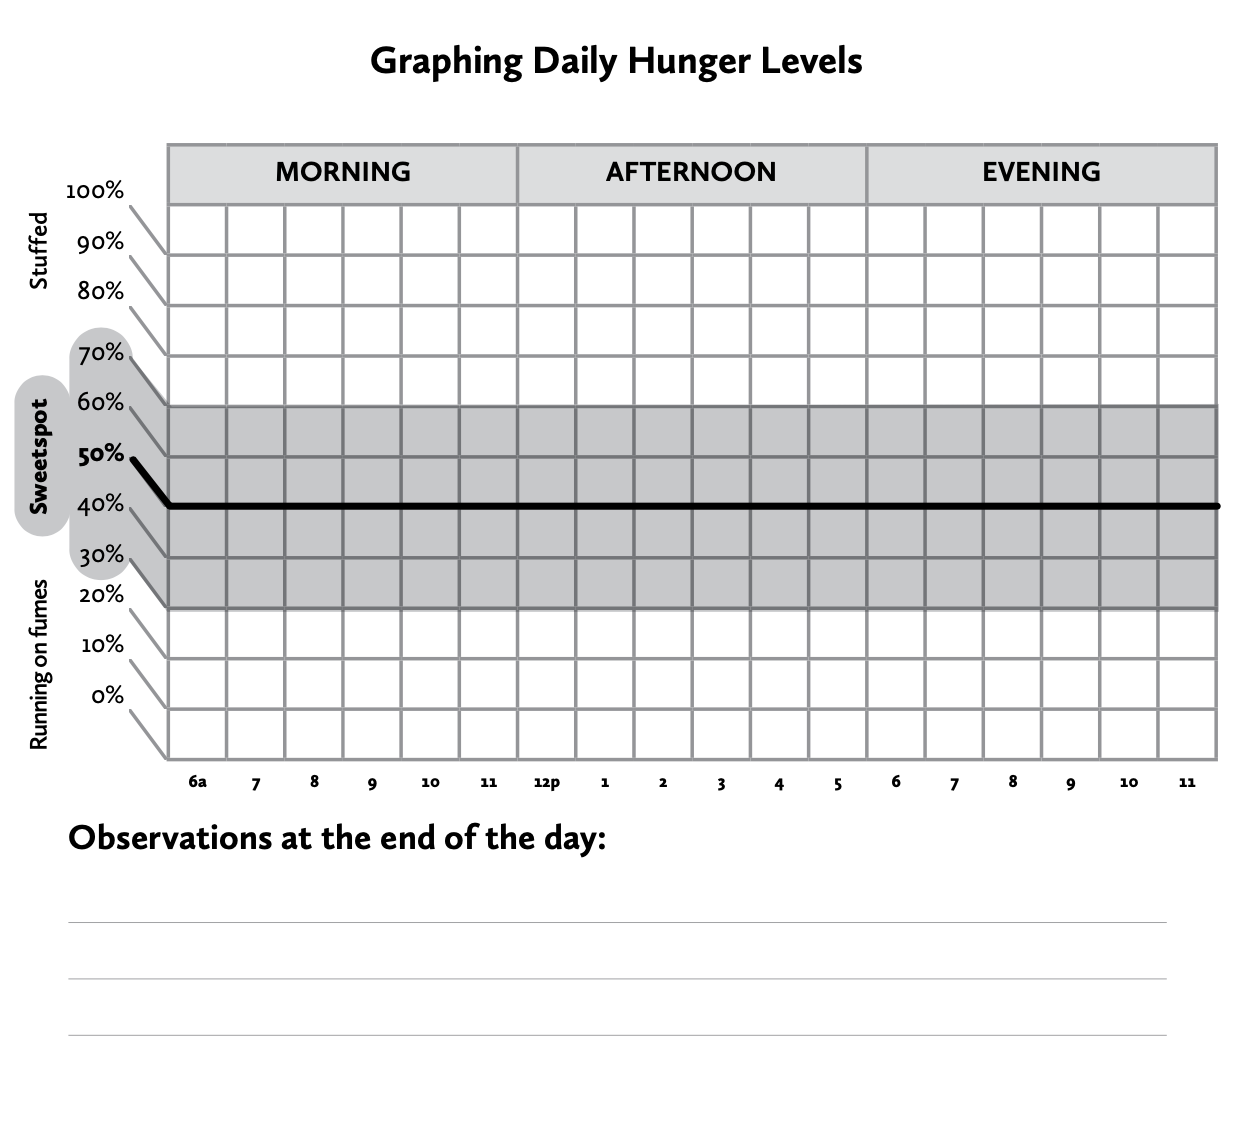 Graphing Daily Hunger Levels
MORNING AFTERNOON EVENING
100%
90%
80%
70%
60%
50%
40%
30%
20%
10%
0%
Stuffed
Sweetspot
Running on fumes
6a 7 8 9 10 11 12p 1 2 3 4 5 6 7 8 9 10 11
Observations at the end of the day: